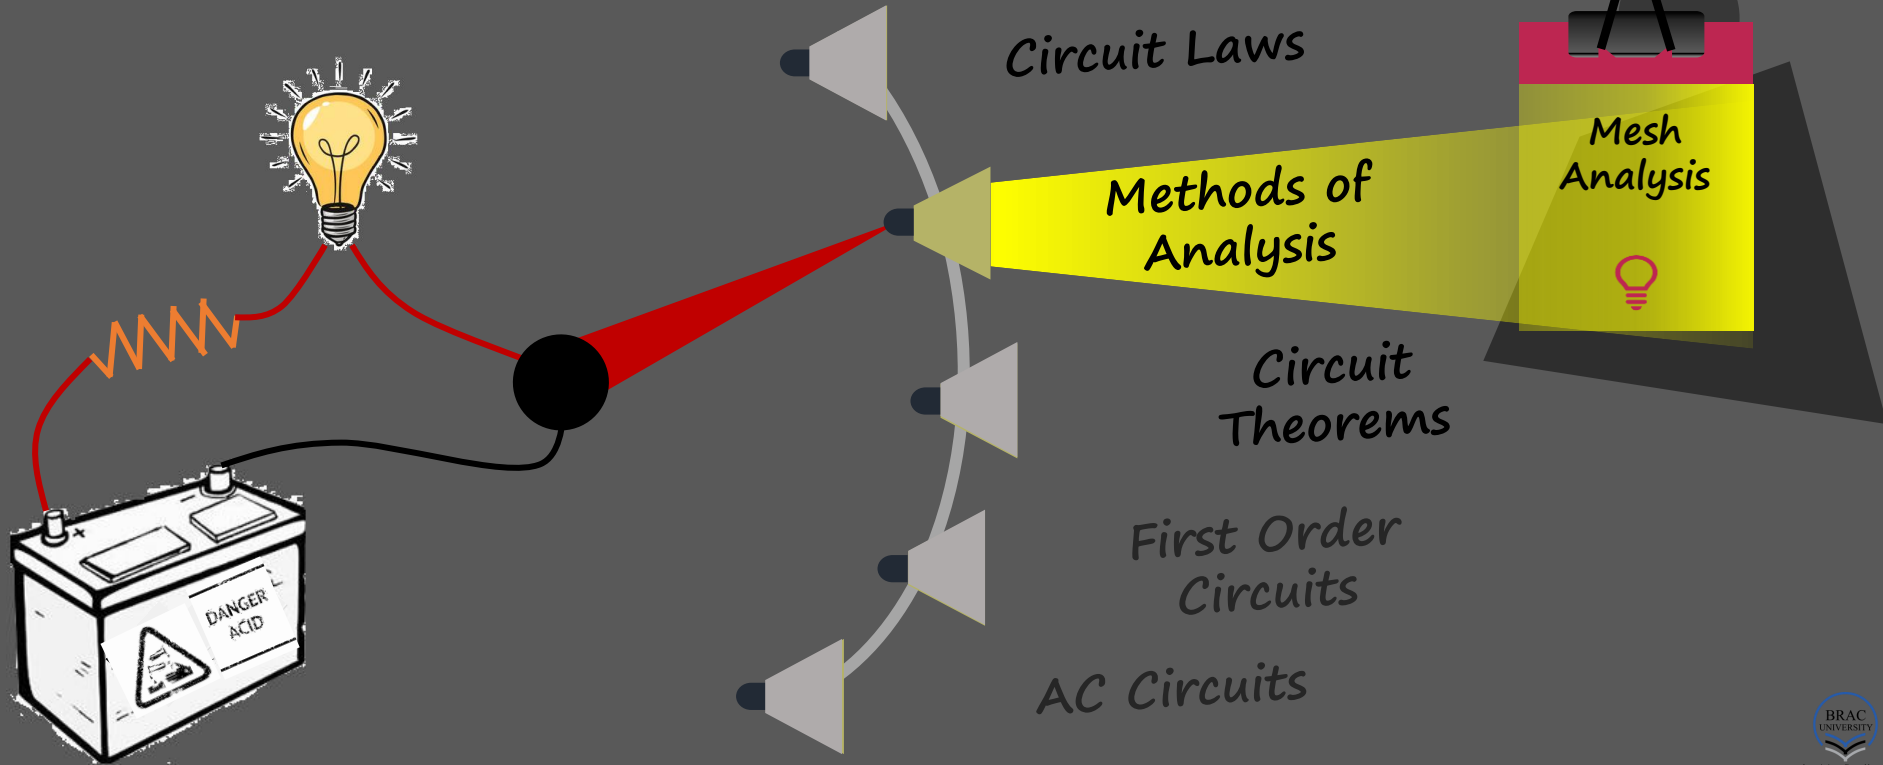 Circuit Laws
Methods of
Analysis
Mesh
Analysis
Circuit
Theorems
First Order
Circuits
AC Circuits
+
DANGER
ACID
BRAC
UNIVERSITY